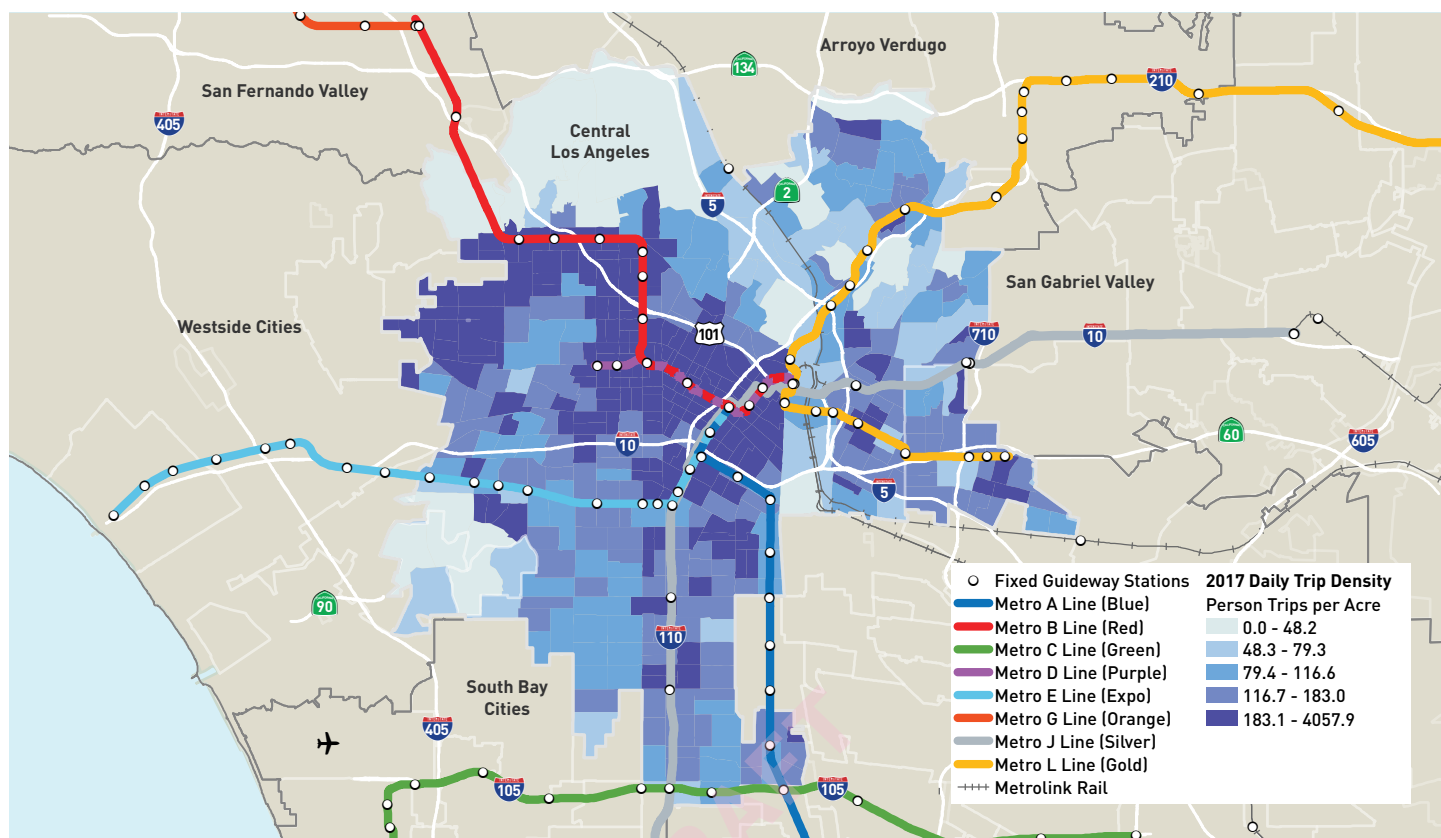 Arroyo Verdugo
134
210
San Fernando Valley
405
Central
Los Angeles
2
5
San Gabriel Valley
Westside Cities
101
710
10
10
60
605
5
90
110
South Bay
Cities
405
105
105
Fixed Guideway Stations
Metro A Line (Blue)
Metro B Line (Red)
Metro C Line (Green)
Metro D Line (Purple)
Metro E Line (Expo)
Metro G Line (Orange)
Metro J Line (Silver)
Metro L Line (Gold)
Metrolink Rail
2017 Daily Trip Density
Person Trips per Acre
0.0 - 48.2
48.3 - 79.3
79.4 - 116.6
116.7 - 183.0
183.1 - 4057.9